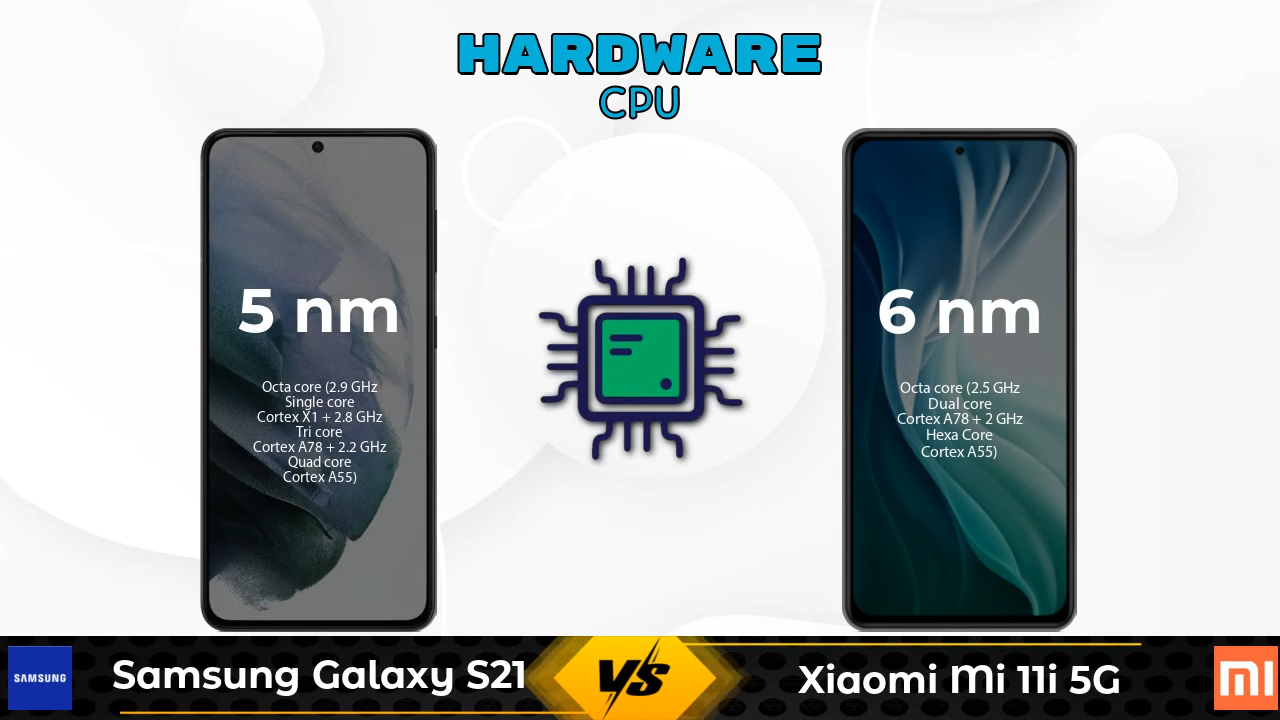 HARDWARE
CPU
5 nm
Octa core (2.9 GHz
Single core
Cortex X1 + 2.8 GHz
Tri core
Cortex A78 + 2.2 GHz
Quad core
Cortex A55)
6 nm
Octa core (2.5 GHz
Dual core
Cortex A78 + 2 GHz
Hexa Core
Cortex A55)
SAMSUNG
Samsung Galaxy S21
VS
Xiaomi Mi 11i 5G
MI